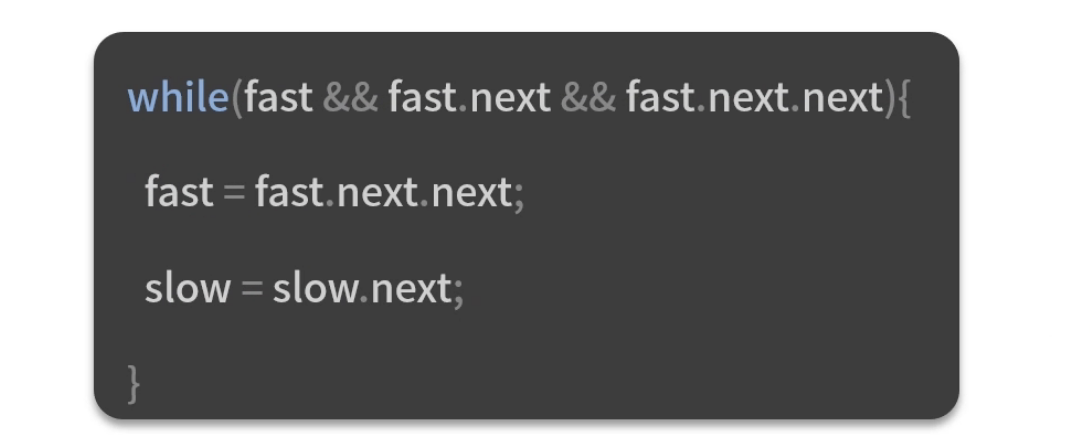 while(fast && fast.next && fast.next.next){
fast = fast.next.next;
slow = slow.next;
}